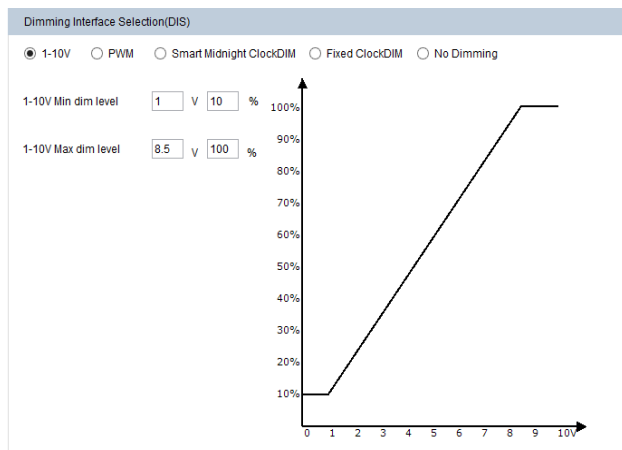 Dimming Interface Selection(DIS)
1-10V PWM Smart Midnight ClockDIM Fixed ClockDIM No Dimming
1-10V Min dim level 1 V 10 %
1-10V Max dim level 8.5 V 100 %
100%
90%
80%
70%
60%
50%
40%
30%
20%
10%
0 1 2 3 4 5 6 7 8 9 10V